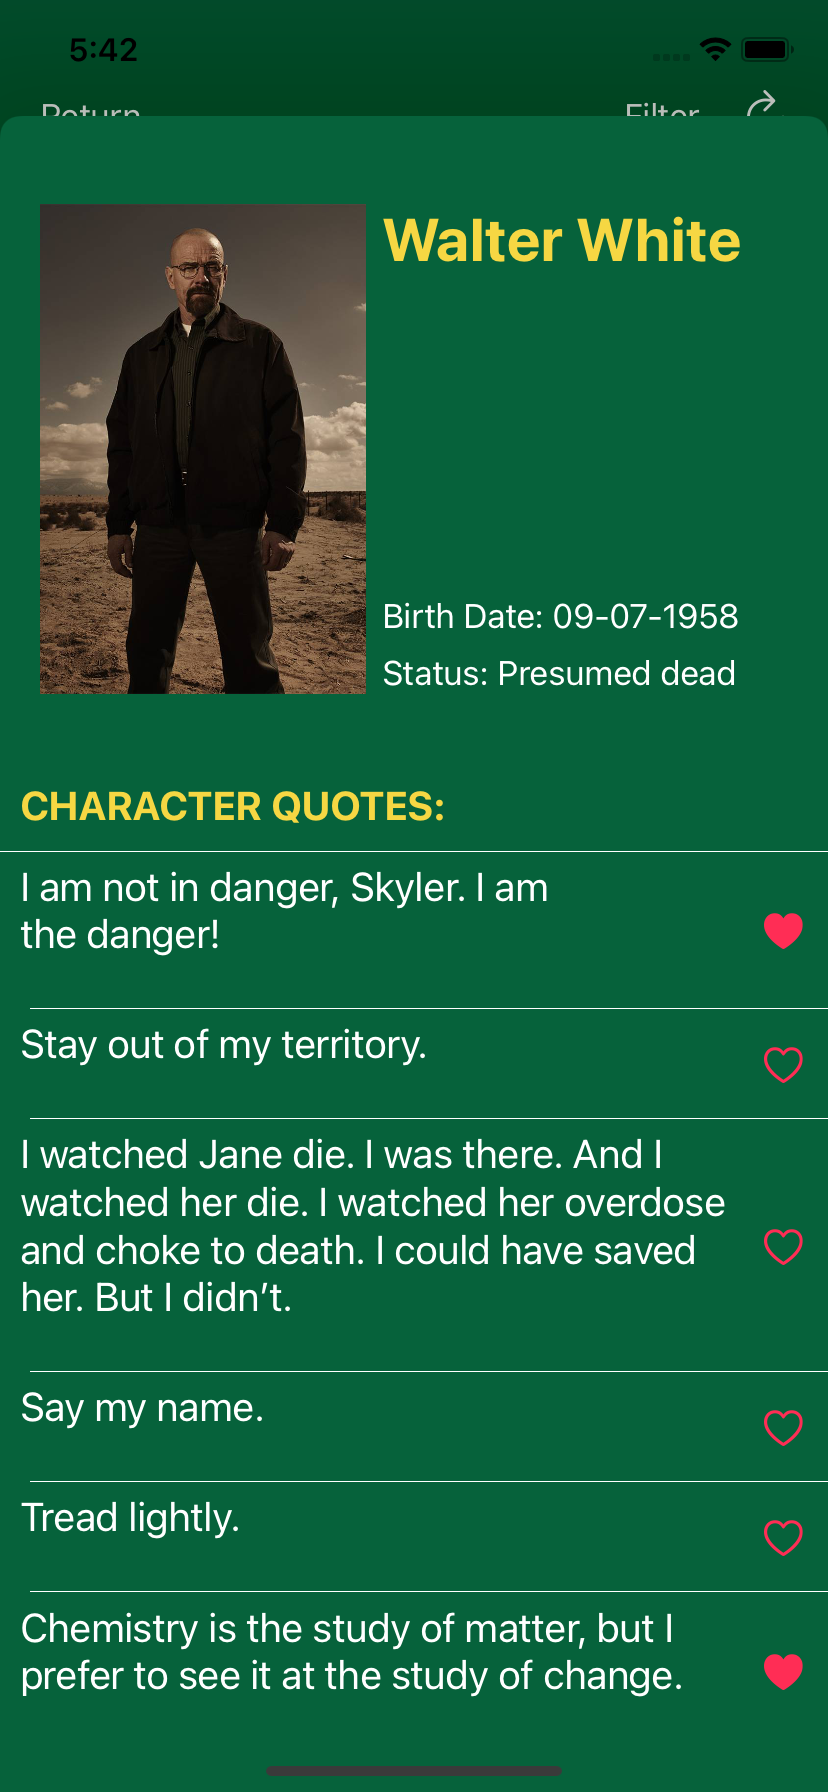 5:42
Return Filter
Walter White
Birth Date: 09-07-1958
Status: Presumed dead
CHARACTER QUOTES:
I am not in danger, Skyler. I am
the danger!
Stay out of my territory.
I watched Jane die. I was there. And I
watched her die. I watched her overdose
and choke to death. I could have saved
her. But I didn’t.
Say my name.
Tread lightly.
Chemistry is the study of matter, but I
prefer to see it at the study of change.